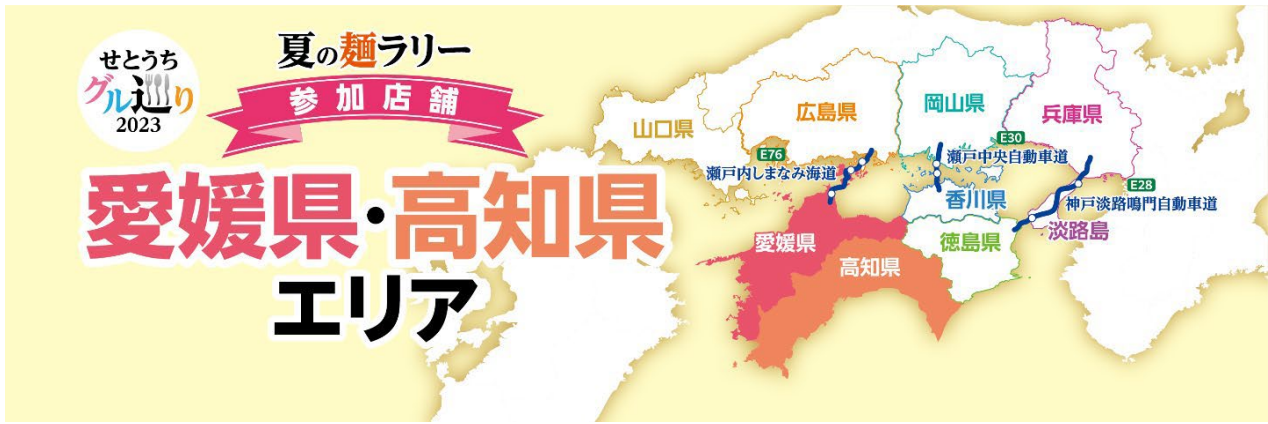 せとうち
グル巡り
2023
夏の麺ラリー
参加店舗
愛媛県・高知県
エリア
山口県
広島県
岡山県
兵庫県
E76
瀬戸内しまなみ海道
E30
瀬戸中央自動車道
E28
神戸淡路鳴門自動車道
香川県
淡路島
愛媛県
徳島県
高知県